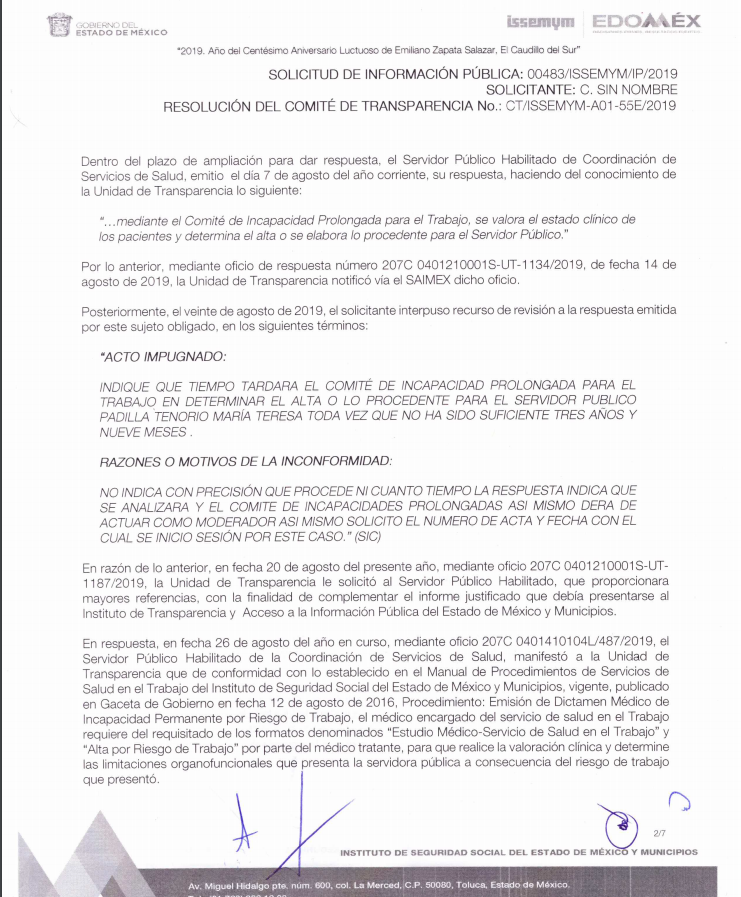 GOBIERNO DEL
ESTADO DE MÉXICO
issemym
EDOMÉX
"2019. Año del Centésimo Aniversario Luctuoso de Emiliano Zapata Salazar, El Caudillo del Sur"
SOLICITUD DE INFORMACIÓN PÚBLICA: 00483/ISSEMYM/IP/2019
SOLICITANTE: C. SIN NOMBRE
RESOLUCIÓN DEL COMITÉ DE TRANSPARENCIA No.: CT/ISSEMYM-A01-55E/2019
Dentro del plazo de ampliación para dar respuesta, el Servidor Público Habilitado de Coordinación de
Servicios de Salud, emitio el día 7 de agosto del año corriente, su respuesta, haciendo del conocimiento de
la Unidad de Transparencia lo siguiente:
"…mediante el Comité de Incapacidad Prolongada para el Trabajo, se valora el estado clínico de
los pacientes y determina el alta o se elabora lo procedente para el Servidor Público."
Por lo anterior, mediante oficio de respuesta número 207C 0401210001S-UT-1134/2019, de fecha 14 de
agosto de 2019, la Unidad de Transparencia notificó vía el SAIMEX dicho oficio.
Posteriormente, el veinte de agosto de 2019, el solicitante interpuso recurso de revisión a la respuesta emitida
por este sujeto obligado, en los siguientes términos:
"ACTO IMPUGNADO:
INDIQUE QUE TIEMPO TARDARA EL COMITÉ DE INCAPACIDAD PROLONGADA PARA EL
TRABAJO EN DETERMINAR EL ALTA O LO PROCEDENTE PARA EL SERVIDOR PUBLICO
PADILLA TENORIO MARÍA TERESA TODA VEZ QUE NO HA SIDO SUFICIENTE TRES AÑOS Y
NUEVE MESES .
RAZONES O MOTIVOS DE LA INCONFORMIDAD:
NO INDICA CON PRECISIÓN QUE PROCEDE NI CUANTO TIEMPO LA RESPUESTA INDICA QUE
SE ANALIZARA Y EL COMITE DE INCAPACIDADES PROLONGADAS ASI MISMO DERA DE
ACTUAR COMO MODERADOR ASI MISMO SOLICITO EL NUMERO DE ACTA Y FECHA CON EL
CUAL SE INICIO SESIÓN POR ESTE CASO." (SIC)
En razón de lo anterior, en fecha 20 de agosto del presente año, mediante oficio 207C 0401210001S-UT-
1187/2019, la Unidad de Transparencia le solicitó al Servidor Público Habilitado, que proporcionara
mayores referencias, con la finalidad de complementar el informe justificado que debía presentarse al
Instituto de Transparencia y Acceso a la Información Pública del Estado de México y Municipios.
En respuesta, en fecha 26 de agosto del año en curso, mediante oficio 207C 0401410104L/487/2019, el
Servidor Público Habilitado de la Coordinación de Servicios de Salud, manifestó a la Unidad de
Transparencia que de conformidad con lo establecido en el Manual de Procedimientos de Servicios de
Salud en el Trabajo del Instituto de Seguridad Social del Estado de México y Municipios, vigente, publicado
en Gaceta de Gobierno en fecha 12 de agosto de 2016, Procedimiento: Emisión de Dictamen Médico de
Incapacidad Permanente por Riesgo de Trabajo, el médico encargado del servicio de salud en el Trabajo
requiere del requisitado de los formatos denominados "Estudio Médico-Servicio de Salud en el Trabajo" y
"Alta por Riesgo de Trabajo" por parte del médico tratante, para que realice la valoración clínica y determine
las limitaciones organofuncionales que presenta la servidora pública a consecuencia del riesgo de trabajo
que presentó.
2/7
INSTITUTO DE SEGURIDAD SOCIAL DEL ESTADO DE MÉXICO Y MUNICIPIOS
Av. Miguel Hidalgo pte. núm. 600, col. La Merced, C.P. 50080, Toluca, Estado de México.